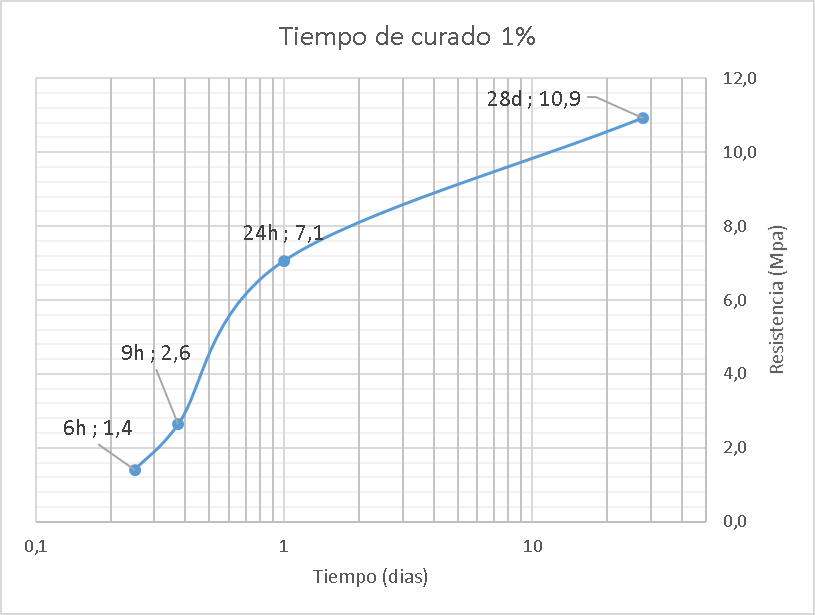 Tiempo de curado 1%
12,0
28d ; 10,9
10,0
24h ; 7,1
8,0
6,0
9h ; 2,6
4,0
6h ; 1,4
2,0
0,0
Resistencia (Mpa)
0,1
1
10
Tiempo (dias)